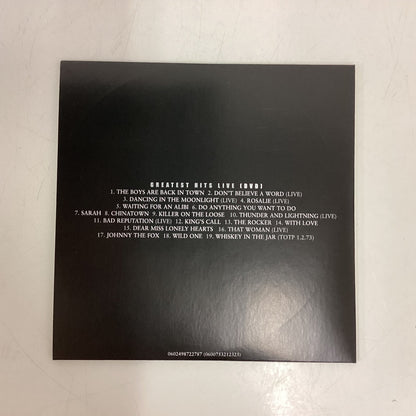 GREATEST HITS LIVE (DVD)
1. THE BOYS ARE BACK IN TOWN 2. DON'T BELIEVE A WORD (LIVE)
3. DANCING IN THE MOONLIGHT (LIVE) 4. ROSALIE (LIVE)
5. WAITING FOR AN ALIBI 6. DO ANYTHING YOU WANT TO DO
7. SARAH 8. CHINATOWN 9. KILLER ON THE LOOSE 10. THUNDER AND LIGHTNING (LIVE)
11. BAD REPUTATION (LIVE) 12. KING'S CALL 13. THE ROCKER 14. WITH LOVE
15. DEAR MISS LONELY HEARTS 16. THAT WOMAN (LIVE)
17. JOHNNY THE FOX 18. WILD ONE 19. WHISKEY IN THE JAR (TOTP 1.2.73)
0602498722787 (0600753212325)